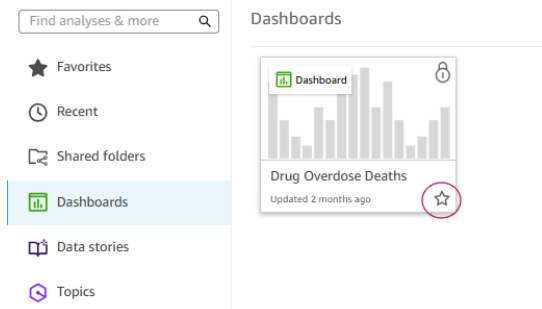 Find analyses & more
Favorites
Recent
Shared folders
Dashboards
Data stories
Topics
Dashboards
Dashboard
Drug Overdose Deaths
Updated 2 months ago